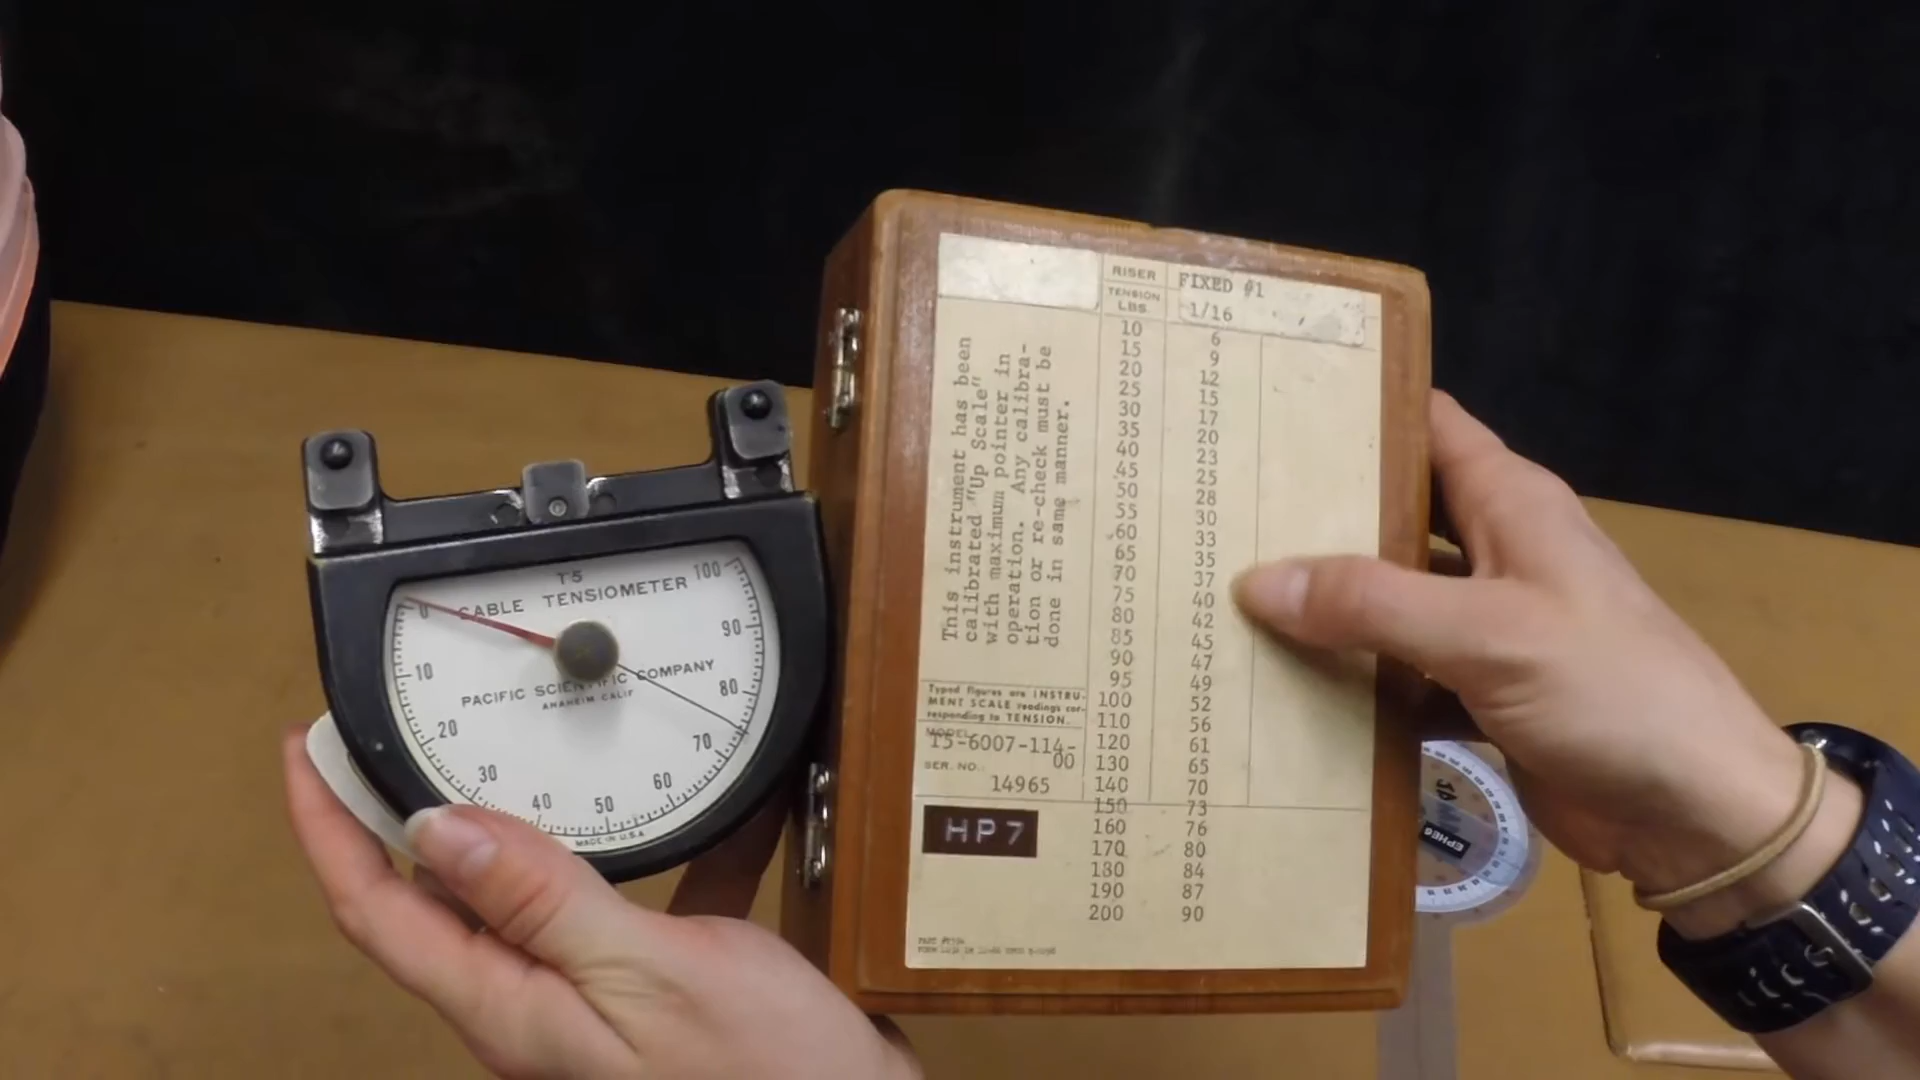 T5
CABLE TENSIOMETER
PACIFIC SCIENTIFIC COMPANY
ANAHEIM CALIF
0
10
20
30
40
50
60
70
80
90
100
MADE IN U.S.A.
RISER FIXED #1
TENSION LBS. 1/16
10 6
15 9
20 12
25 15
30 17
35 20
40 23
45 25
50 28
55 30
60 33
65 35
70 37
75 40
80 42
85 45
90 47
95 49
100 52
110 56
120 61
130 65
140 70
150 73
160 76
170 80
180 84
190 87
200 90
This instrument has been
calibrated "Up Scale"
with maximum pointer in
operation. Any calibra-
tion or re-check must be
done in same manner.
Typed figures are INSTRU-
MENT SCALE readings cor-
responding to TENSION.
MODEL
T5-6007-114-
00
SER. NO.
14965
HP7
EPHE6